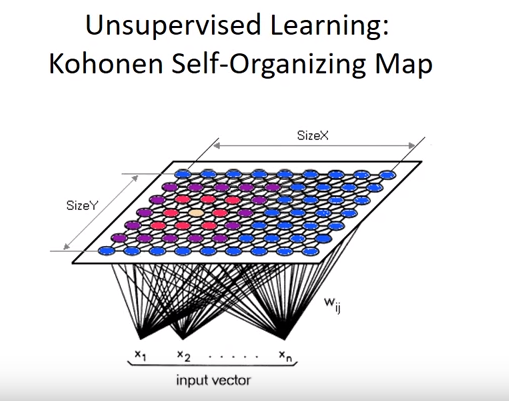 Unsupervised Learning:
Kohonen Self-Organizing Map
SizeX
SizeY
wij
x1 x2 . . . . . xn
input vector